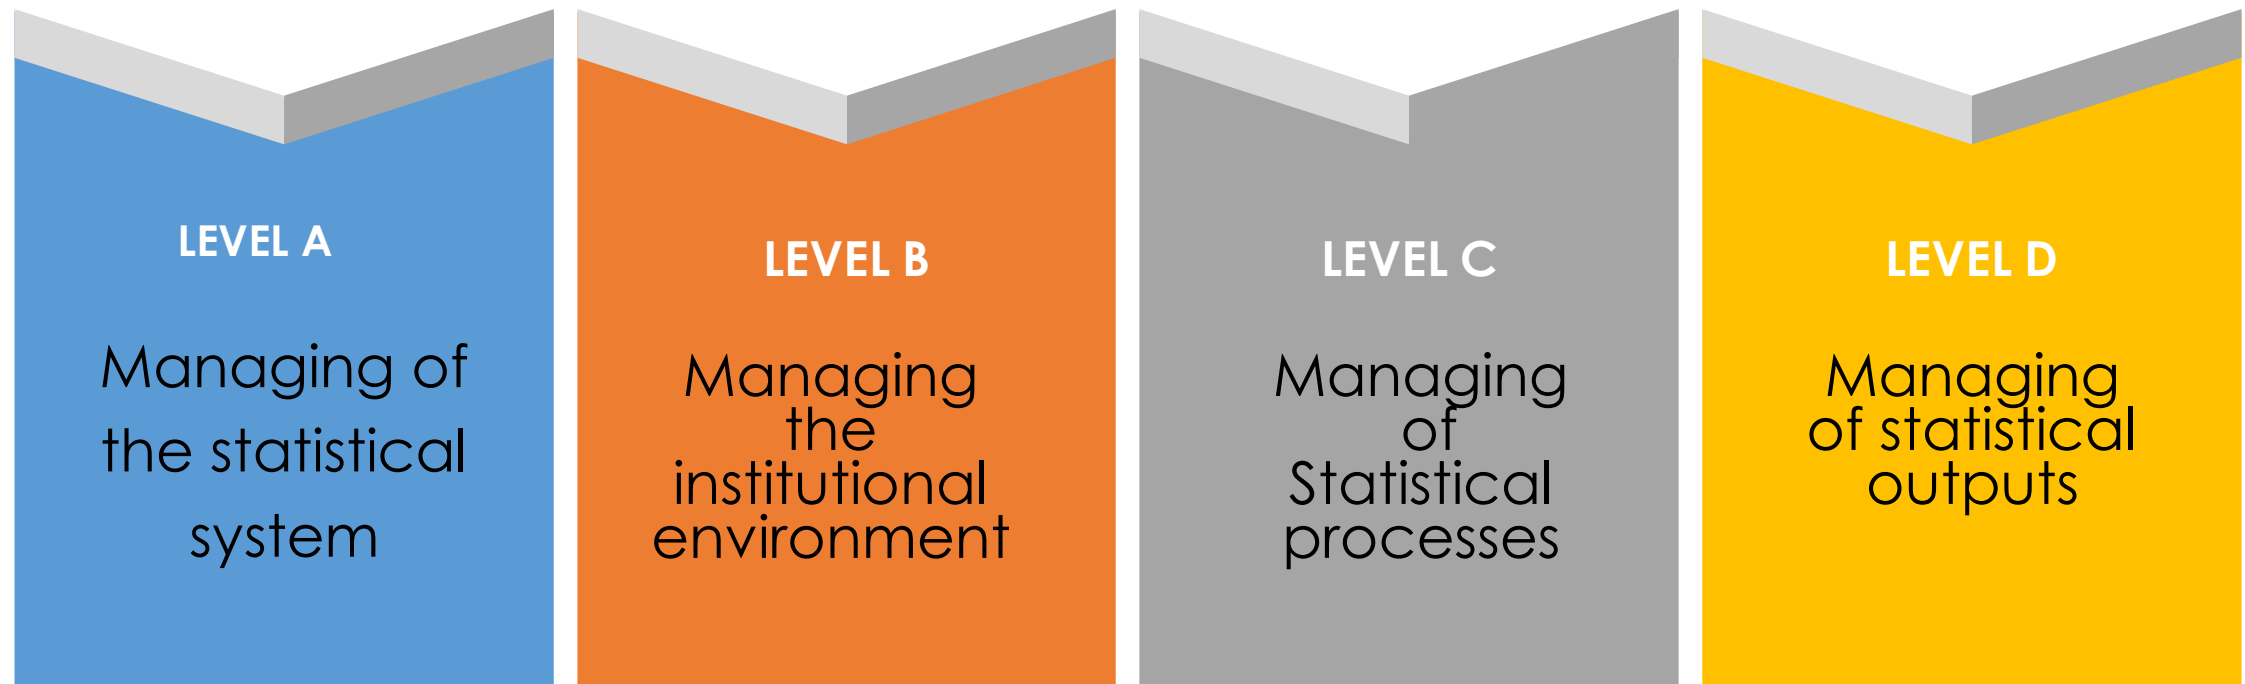 LEVEL A
Managing of
the statistical
system
LEVEL B
Managing
the
institutional
environment
LEVEL C
Managing
of
Statistical
processes
LEVEL D
Managing
of statistical
outputs